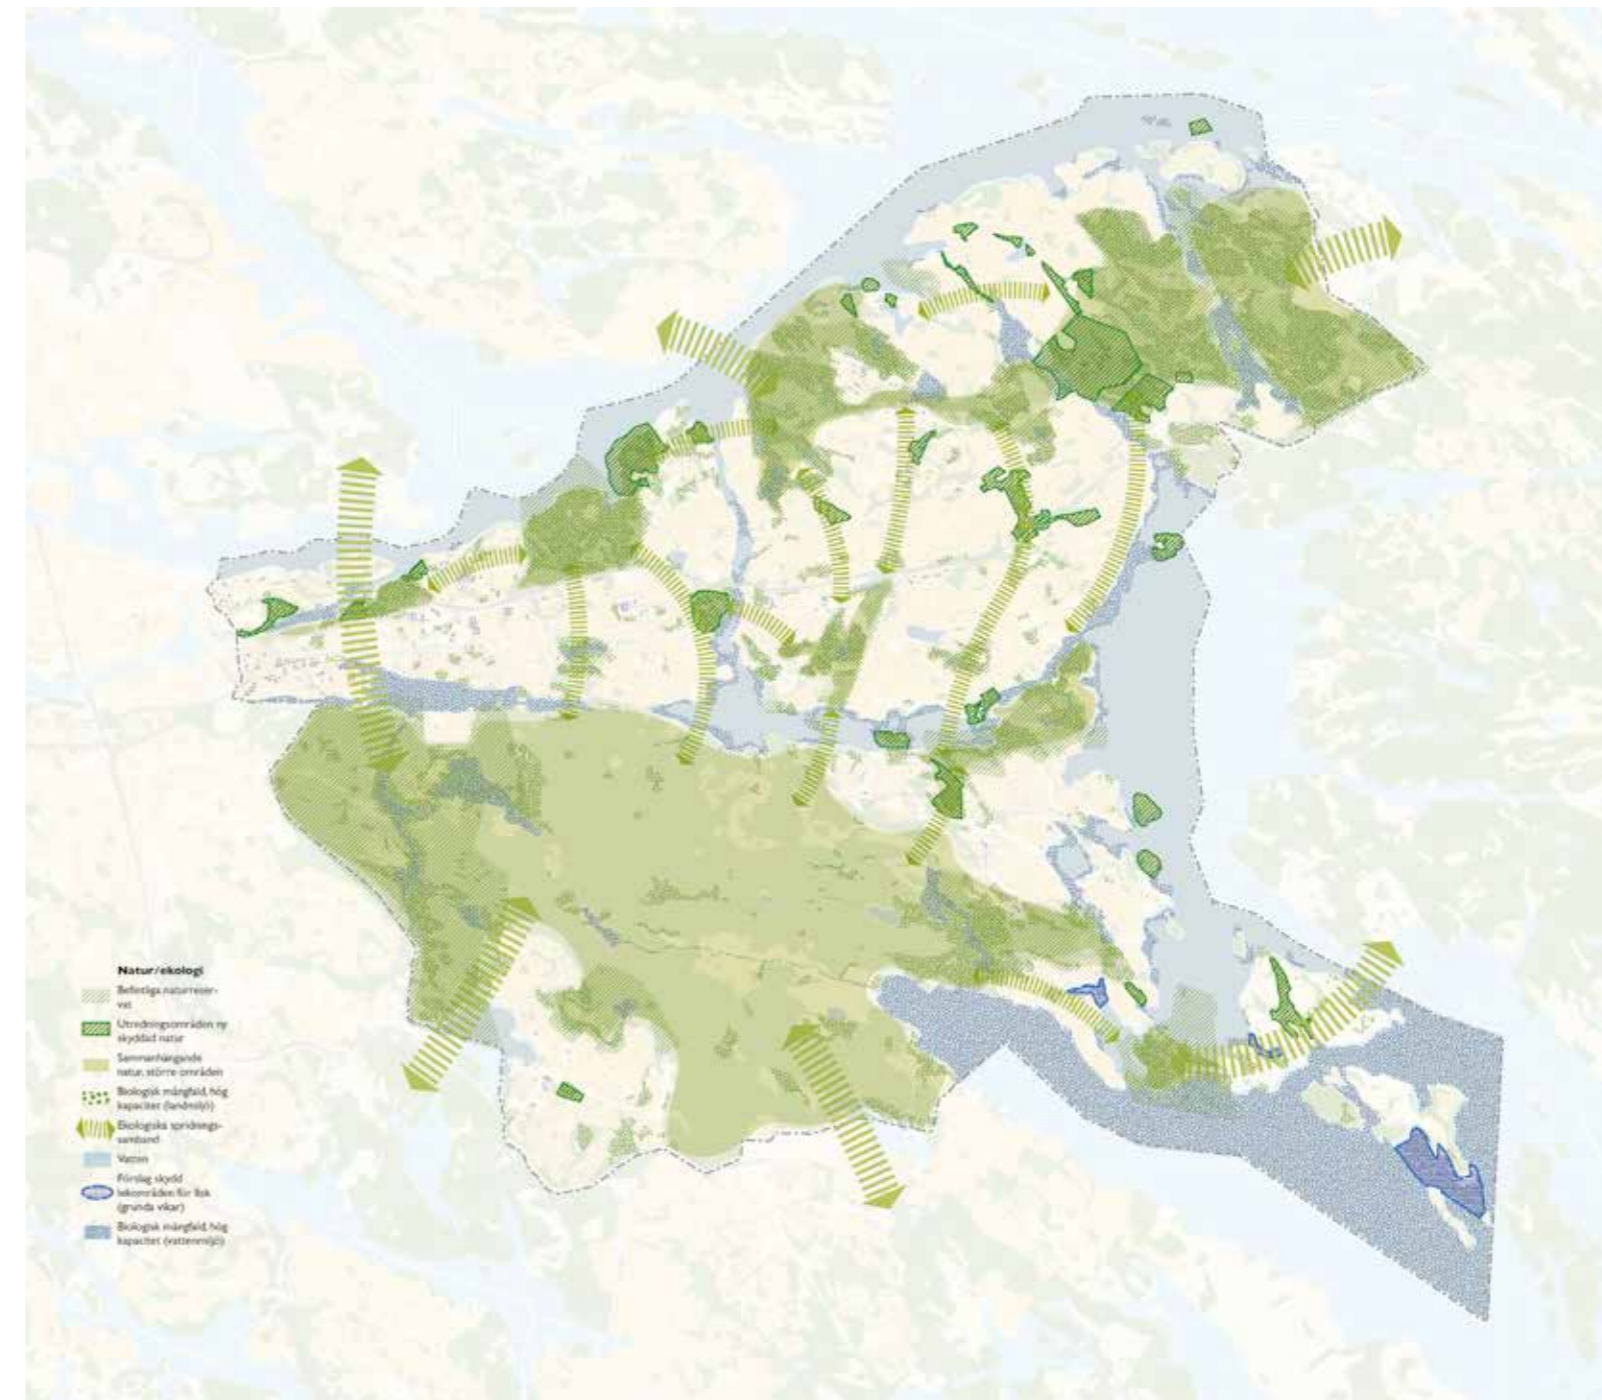 Natur/ekologi
Befintliga naturreser-
vat
Utredningsområden ny
skyddad natur
Sammanhängande
natur, större områden
Biologisk mångfald, hög
kapacitet (landmiljö)
Ekologiska spridnings-
samband
Vatten
Förslag skydd
lekområden för fisk
(grunda vikar)
Biologisk mångfald, hög
kapacitet (vattenmiljö)